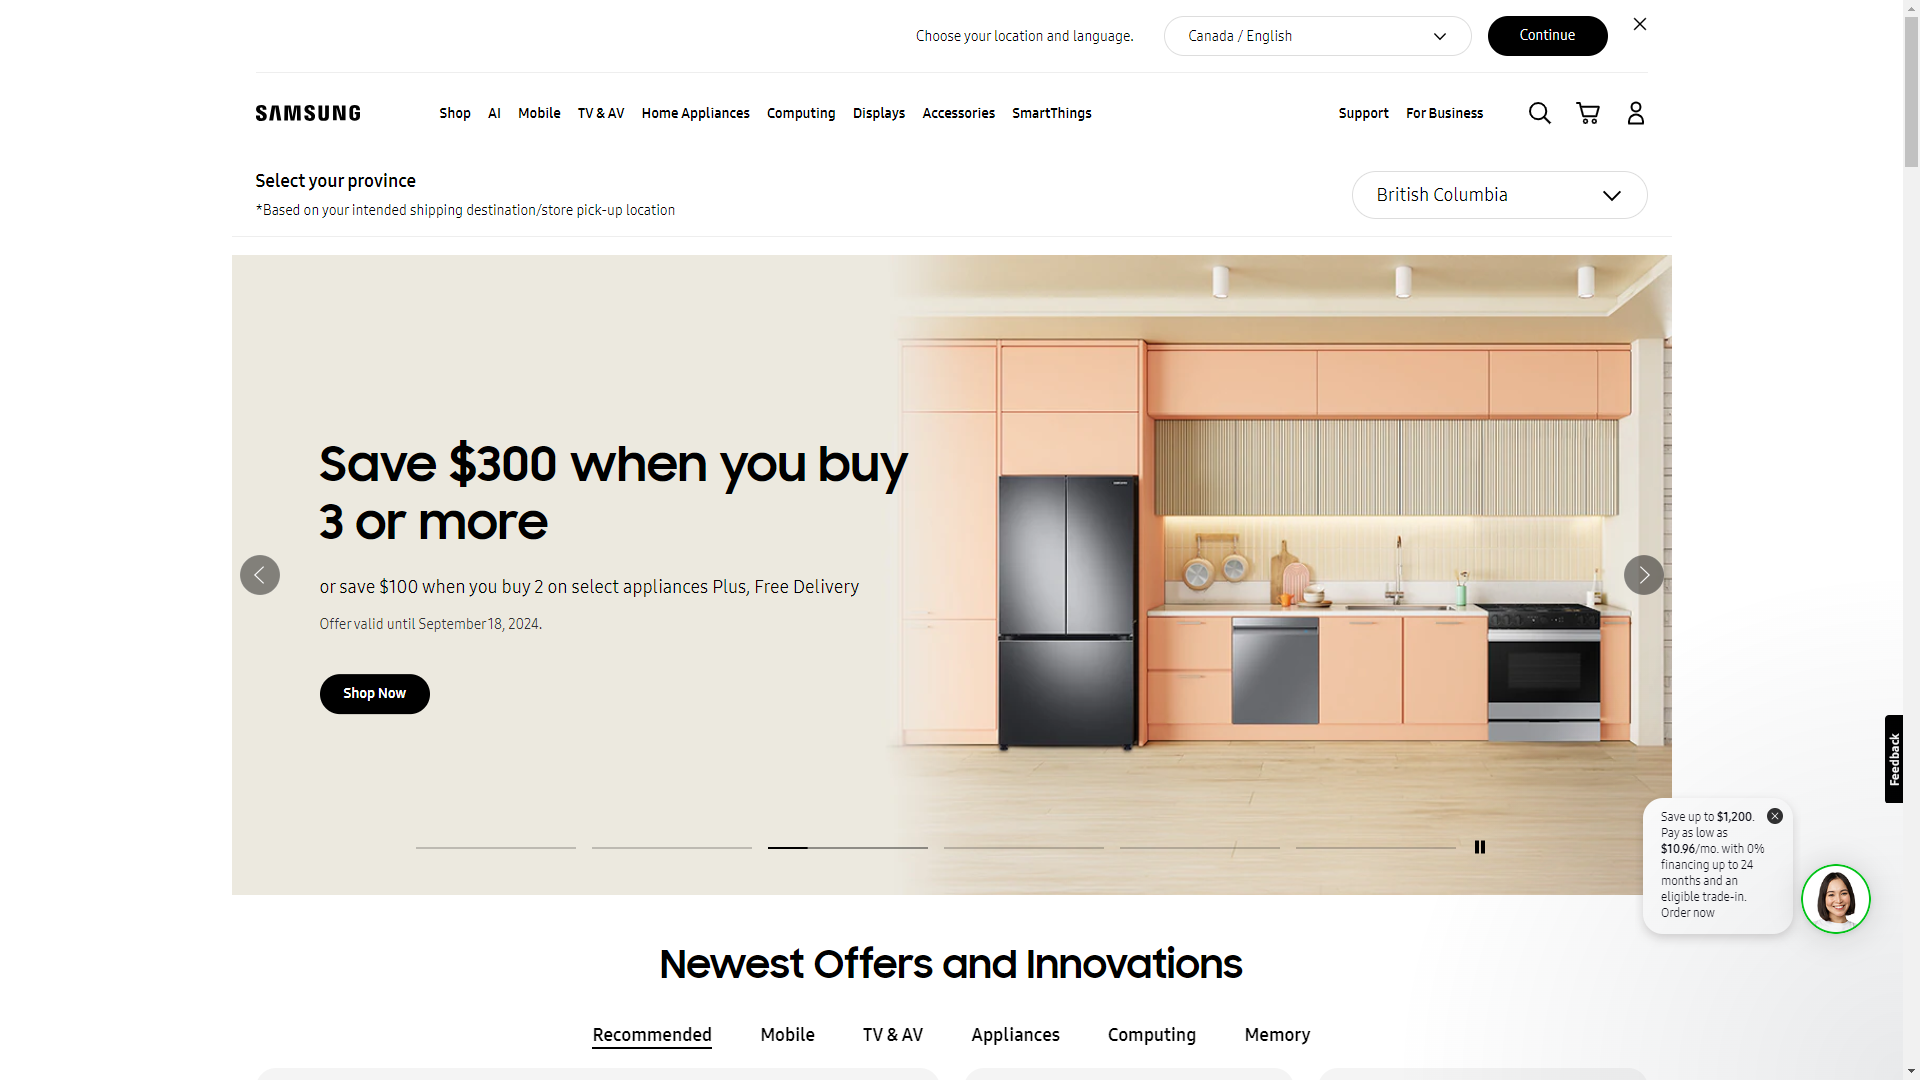 Choose your location and language.
Canada / English
Continue
SAMSUNG
Shop AI Mobile TV & AV Home Appliances Computing Displays Accessories SmartThings
Support For Business
Select your province
*Based on your intended shipping destination/store pick-up location
British Columbia
Save $300 when you buy
3 or more
or save $100 when you buy 2 on select appliances Plus, Free Delivery
Offer valid until September 18, 2024.
Shop Now
Feedback
Save up to $1,200.
Pay as low as
$10.96/mo. with 0%
financing up to 24
months and an
eligible trade-in.
Order now
Newest Offers and Innovations
Recommended Mobile TV & AV Appliances Computing Memory